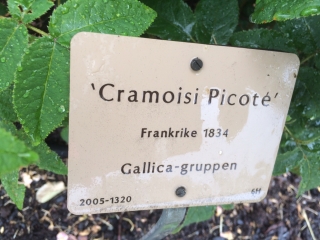 'Cramoisi Picoté'
Frankrike 1834
Gallica-gruppen
2005-1320